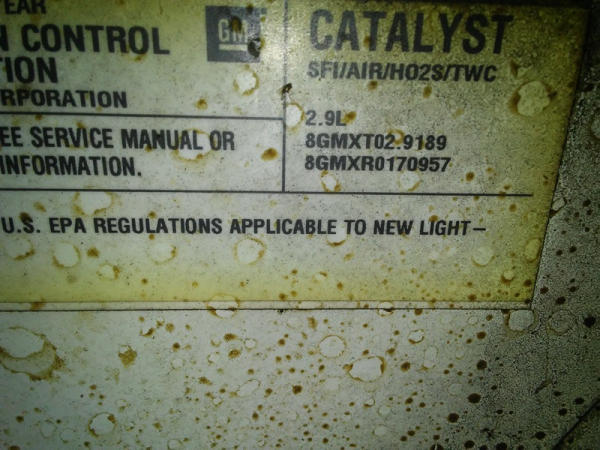 EAR
GM
CATALYST
N CONTROL
SFI/AIR/HO2S/TWC
TION
RPORATION
2.9L
EE SERVICE MANUAL OR
8GMXT02.9189
INFORMATION.
8GMXR0170957
U.S. EPA REGULATIONS APPLICABLE TO NEW LIGHT-